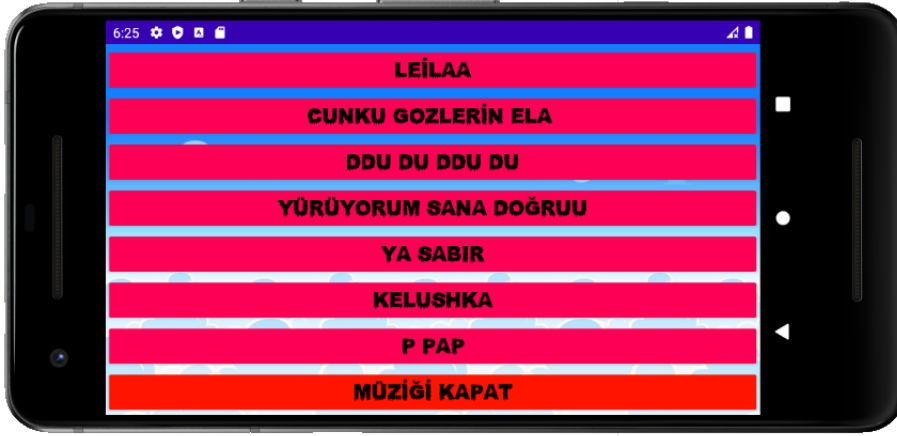 6:25
LEİLAA
CUNKU GOZLERİN ELA
DDU DU DDU DU
YÜRÜYORUM SANA DOĞRUU
YA SABIR
KELUSHKA
P PAP
MÜZİĞİ KAPAT